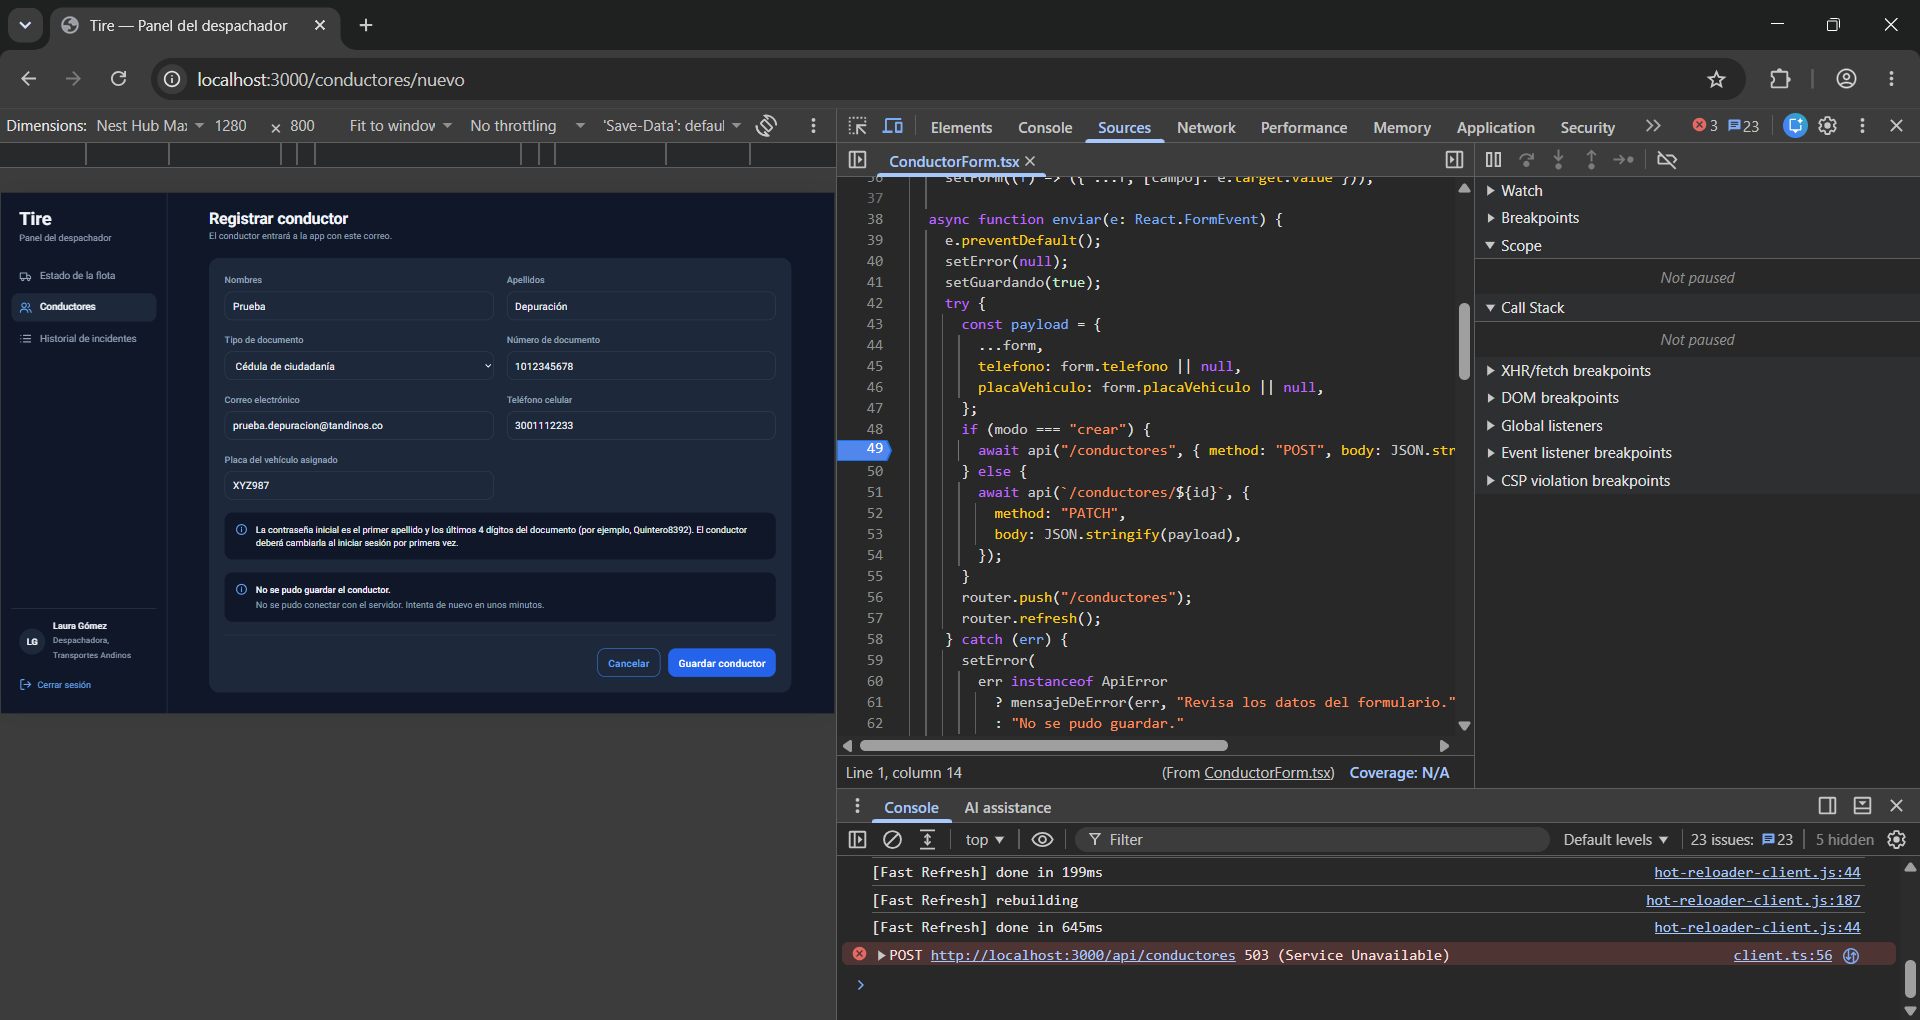 Tire — Panel del despachador
localhost:3000/conductores/nuevo
Dimensions: Nest Hub Max 1280 × 800 Fit to window No throttling 'Save-Data': defaul
Elements Console Sources Network Performance Memory Application Security 3 23
Tire
Panel del despachador
Estado de la flota
Conductores
Historial de incidentes
LG
Laura Gómez
Despachadora,
Transportes Andinos
Cerrar sesión
Registrar conductor
El conductor entrará a la app con este correo.
Nombres Apellidos
Prueba Depuración
Tipo de documento Número de documento
Cédula de ciudadanía 1012345678
Correo electrónico Teléfono celular
prueba.depuracion@tandinos.co 3001112233
Placa del vehículo asignado
XYZ987
La contraseña inicial es el primer apellido y los últimos 4 dígitos del documento (por ejemplo, Quintero8392). El conductor
deberá cambiarla al iniciar sesión por primera vez.
No se pudo guardar el conductor.
No se pudo conectar con el servidor. Intenta de nuevo en unos minutos.
Cancelar Guardar conductor
ConductorForm.tsx
36 setForm((f) => ({ ...f, [campo]: e.target.value }));
37
38 async function enviar(e: React.FormEvent) {
39 e.preventDefault();
40 setError(null);
41 setGuardando(true);
42 try {
43 const payload = {
44 ...form,
45 telefono: form.telefono || null,
46 placaVehiculo: form.placaVehiculo || null,
47 };
48 if (modo === "crear") {
49 await api("/conductores", { method: "POST", body: JSON.str
50 } else {
51 await api(`/conductores/${id}`, {
52 method: "PATCH",
53 body: JSON.stringify(payload),
54 });
55 }
56 router.push("/conductores");
57 router.refresh();
58 } catch (err) {
59 setError(
60 err instanceof ApiError
61 ? mensajeDeError(err, "Revisa los datos del formulario."
62 : "No se pudo guardar."
Line 1, column 14 (From ConductorForm.tsx) Coverage: N/A
Watch
Breakpoints
Scope
Not paused
Call Stack
Not paused
XHR/fetch breakpoints
DOM breakpoints
Global listeners
Event listener breakpoints
CSP violation breakpoints
Console AI assistance
top Filter Default levels 23 issues: 23 5 hidden
[Fast Refresh] done in 199ms hot-reloader-client.js:44
[Fast Refresh] rebuilding hot-reloader-client.js:187
[Fast Refresh] done in 645ms hot-reloader-client.js:44
POST http://localhost:3000/api/conductores 503 (Service Unavailable) client.ts:56